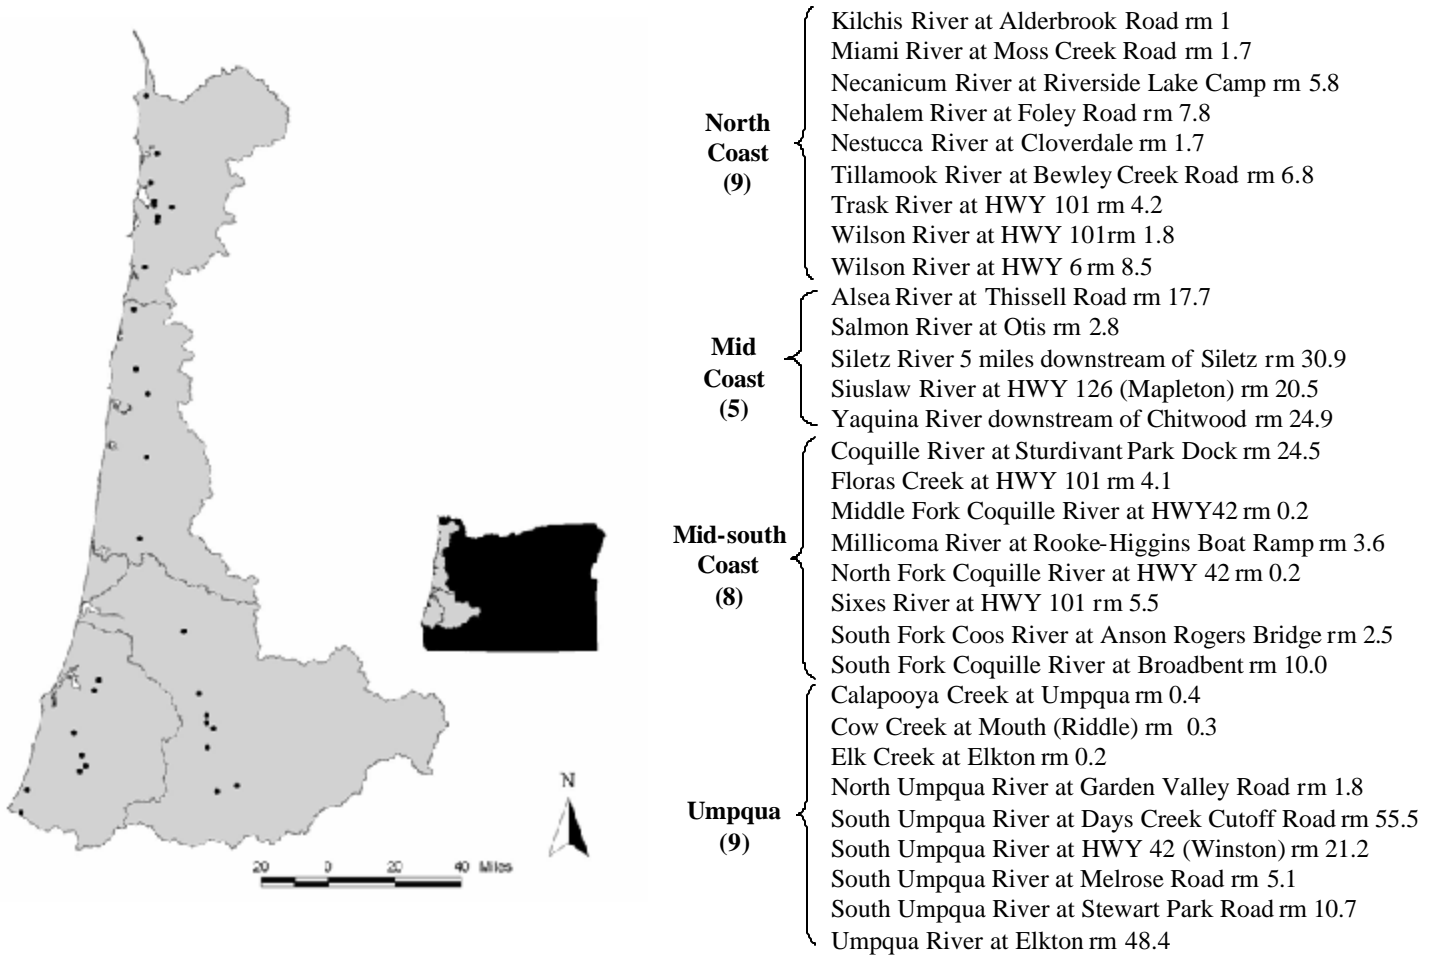 Kilchis River at Alderbrook Road rm 1
Miami River at Moss Creek Road rm 1.7
Necanicum River at Riverside Lake Camp rm 5.8
Nehalem River at Foley Road rm 7.8
Nestucca River at Cloverdale rm 1.7
Tillamook River at Bewley Creek Road rm 6.8
Trask River at HWY 101 rm 4.2
Wilson River at HWY 101rm 1.8
Wilson River at HWY 6 rm 8.5
North
Coast
(9)
Alsea River at Thissell Road rm 17.7
Salmon River at Otis rm 2.8
Siletz River 5 miles downstream of Siletz rm 30.9
Siuslaw River at HWY 126 (Mapleton) rm 20.5
Yaquina River downstream of Chitwood rm 24.9
Mid
Coast
(5)
Coquille River at Sturdivant Park Dock rm 24.5
Floras Creek at HWY 101 rm 4.1
Middle Fork Coquille River at HWY42 rm 0.2
Millicoma River at Rooke-Higgins Boat Ramp rm 3.6
North Fork Coquille River at HWY 42 rm 0.2
Sixes River at HWY 101 rm 5.5
South Fork Coos River at Anson Rogers Bridge rm 2.5
South Fork Coquille River at Broadbent rm 10.0
Mid-south
Coast
(8)
Calapooya Creek at Umpqua rm 0.4
Cow Creek at Mouth (Riddle) rm 0.3
Elk Creek at Elkton rm 0.2
North Umpqua River at Garden Valley Road rm 1.8
South Umpqua River at Days Creek Cutoff Road rm 55.5
South Umpqua River at HWY 42 (Winston) rm 21.2
South Umpqua River at Melrose Road rm 5.1
South Umpqua River at Stewart Park Road rm 10.7
Umpqua River at Elkton rm 48.4
Umpqua
(9)
N
20 0 20 40 Miles